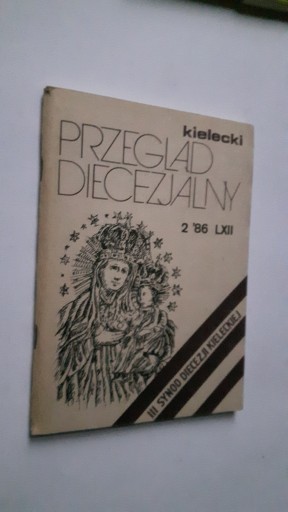 kielecki
PRZEGLĄD
DIECEZJALNY
2 '86 LXII
III SYNOD DIECEZJI KIELECKIEJ